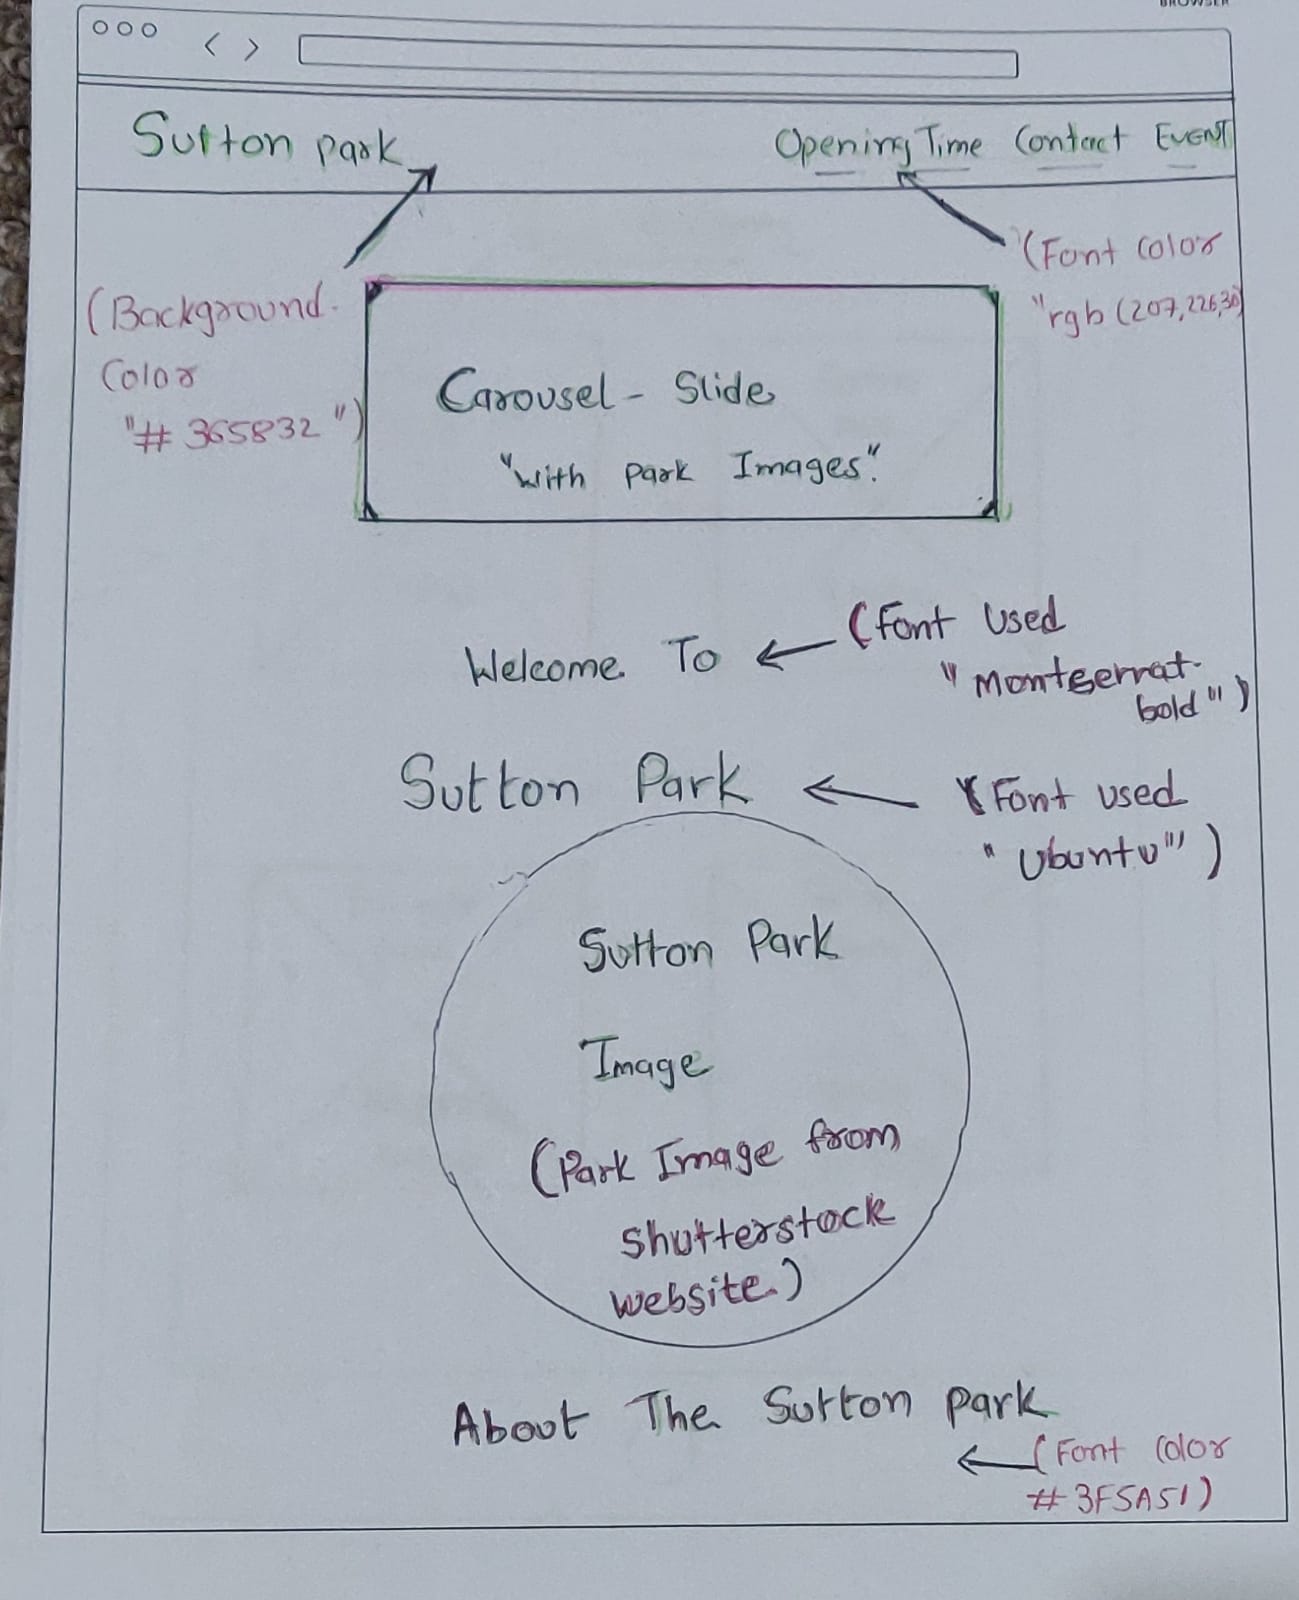 BROWSER
Sutton park
Opening Time Contact EVENT
(Background
Color
"# 365832")
(Font Color
"rgb (207,226,30)
Carousel - Slide
"with park Images".
Welcome To
(Font Used
"Montserrat-
bold")
Sutton Park
(Font used
"Ubuntu")
Sutton Park
Image
(Park Image from
shutterstock
website.)
About The Sutton park
(Font Color
# 3F5A51)